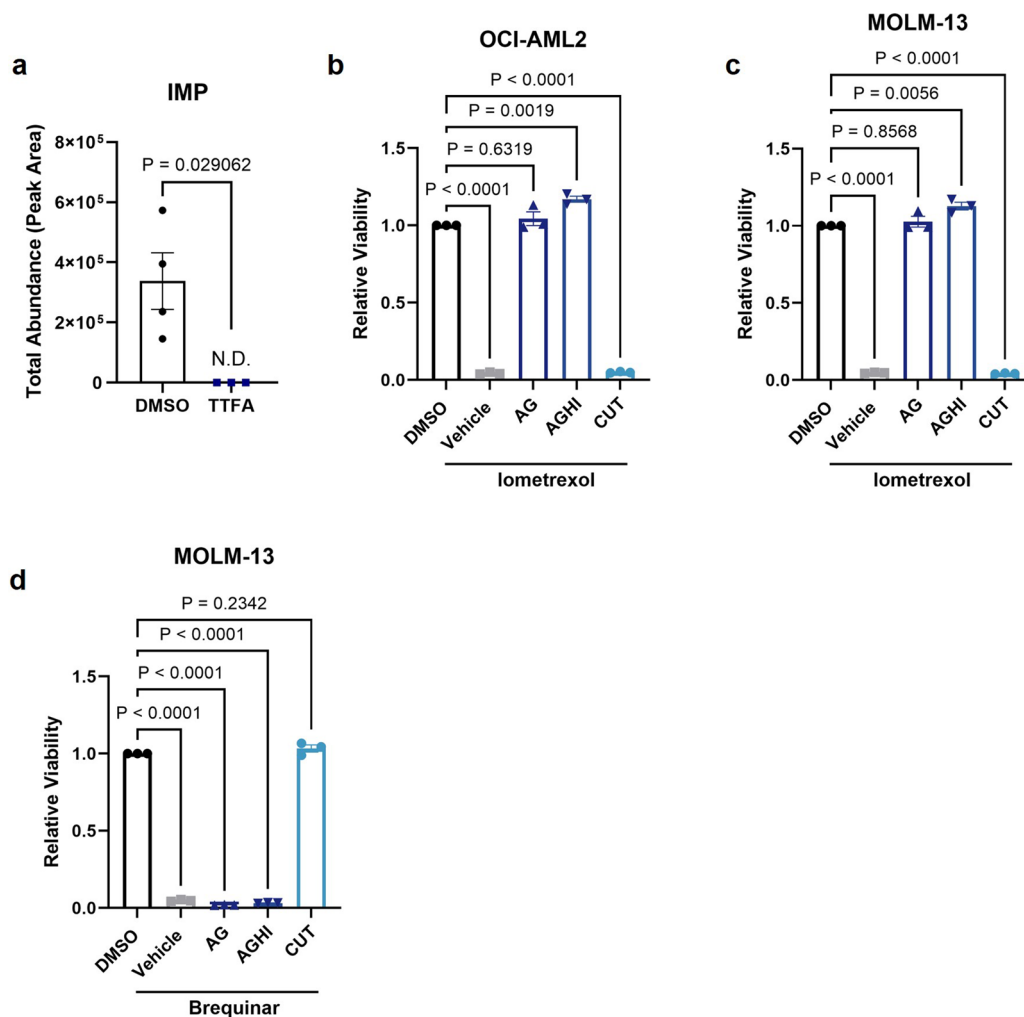 a
IMP
Total Abundance (Peak Area)
8×10⁵
6×10⁵
4×10⁵
2×10⁵
0
P = 0.029062
N.D.
DMSO TTFA
b
OCI-AML2
P < 0.0001
P = 0.0019
P = 0.6319
P < 0.0001
Relative Viability
1.5
1.0
0.5
0.0
DMSO Vehicle AG AGHI CUT
lometrexol
c
MOLM-13
P < 0.0001
P = 0.0056
P = 0.8568
P < 0.0001
Relative Viability
1.5
1.0
0.5
0.0
DMSO Vehicle AG AGHI CUT
lometrexol
d
MOLM-13
P = 0.2342
P < 0.0001
P < 0.0001
P < 0.0001
Relative Viability
1.5
1.0
0.5
0.0
DMSO Vehicle AG AGHI CUT
Brequinar